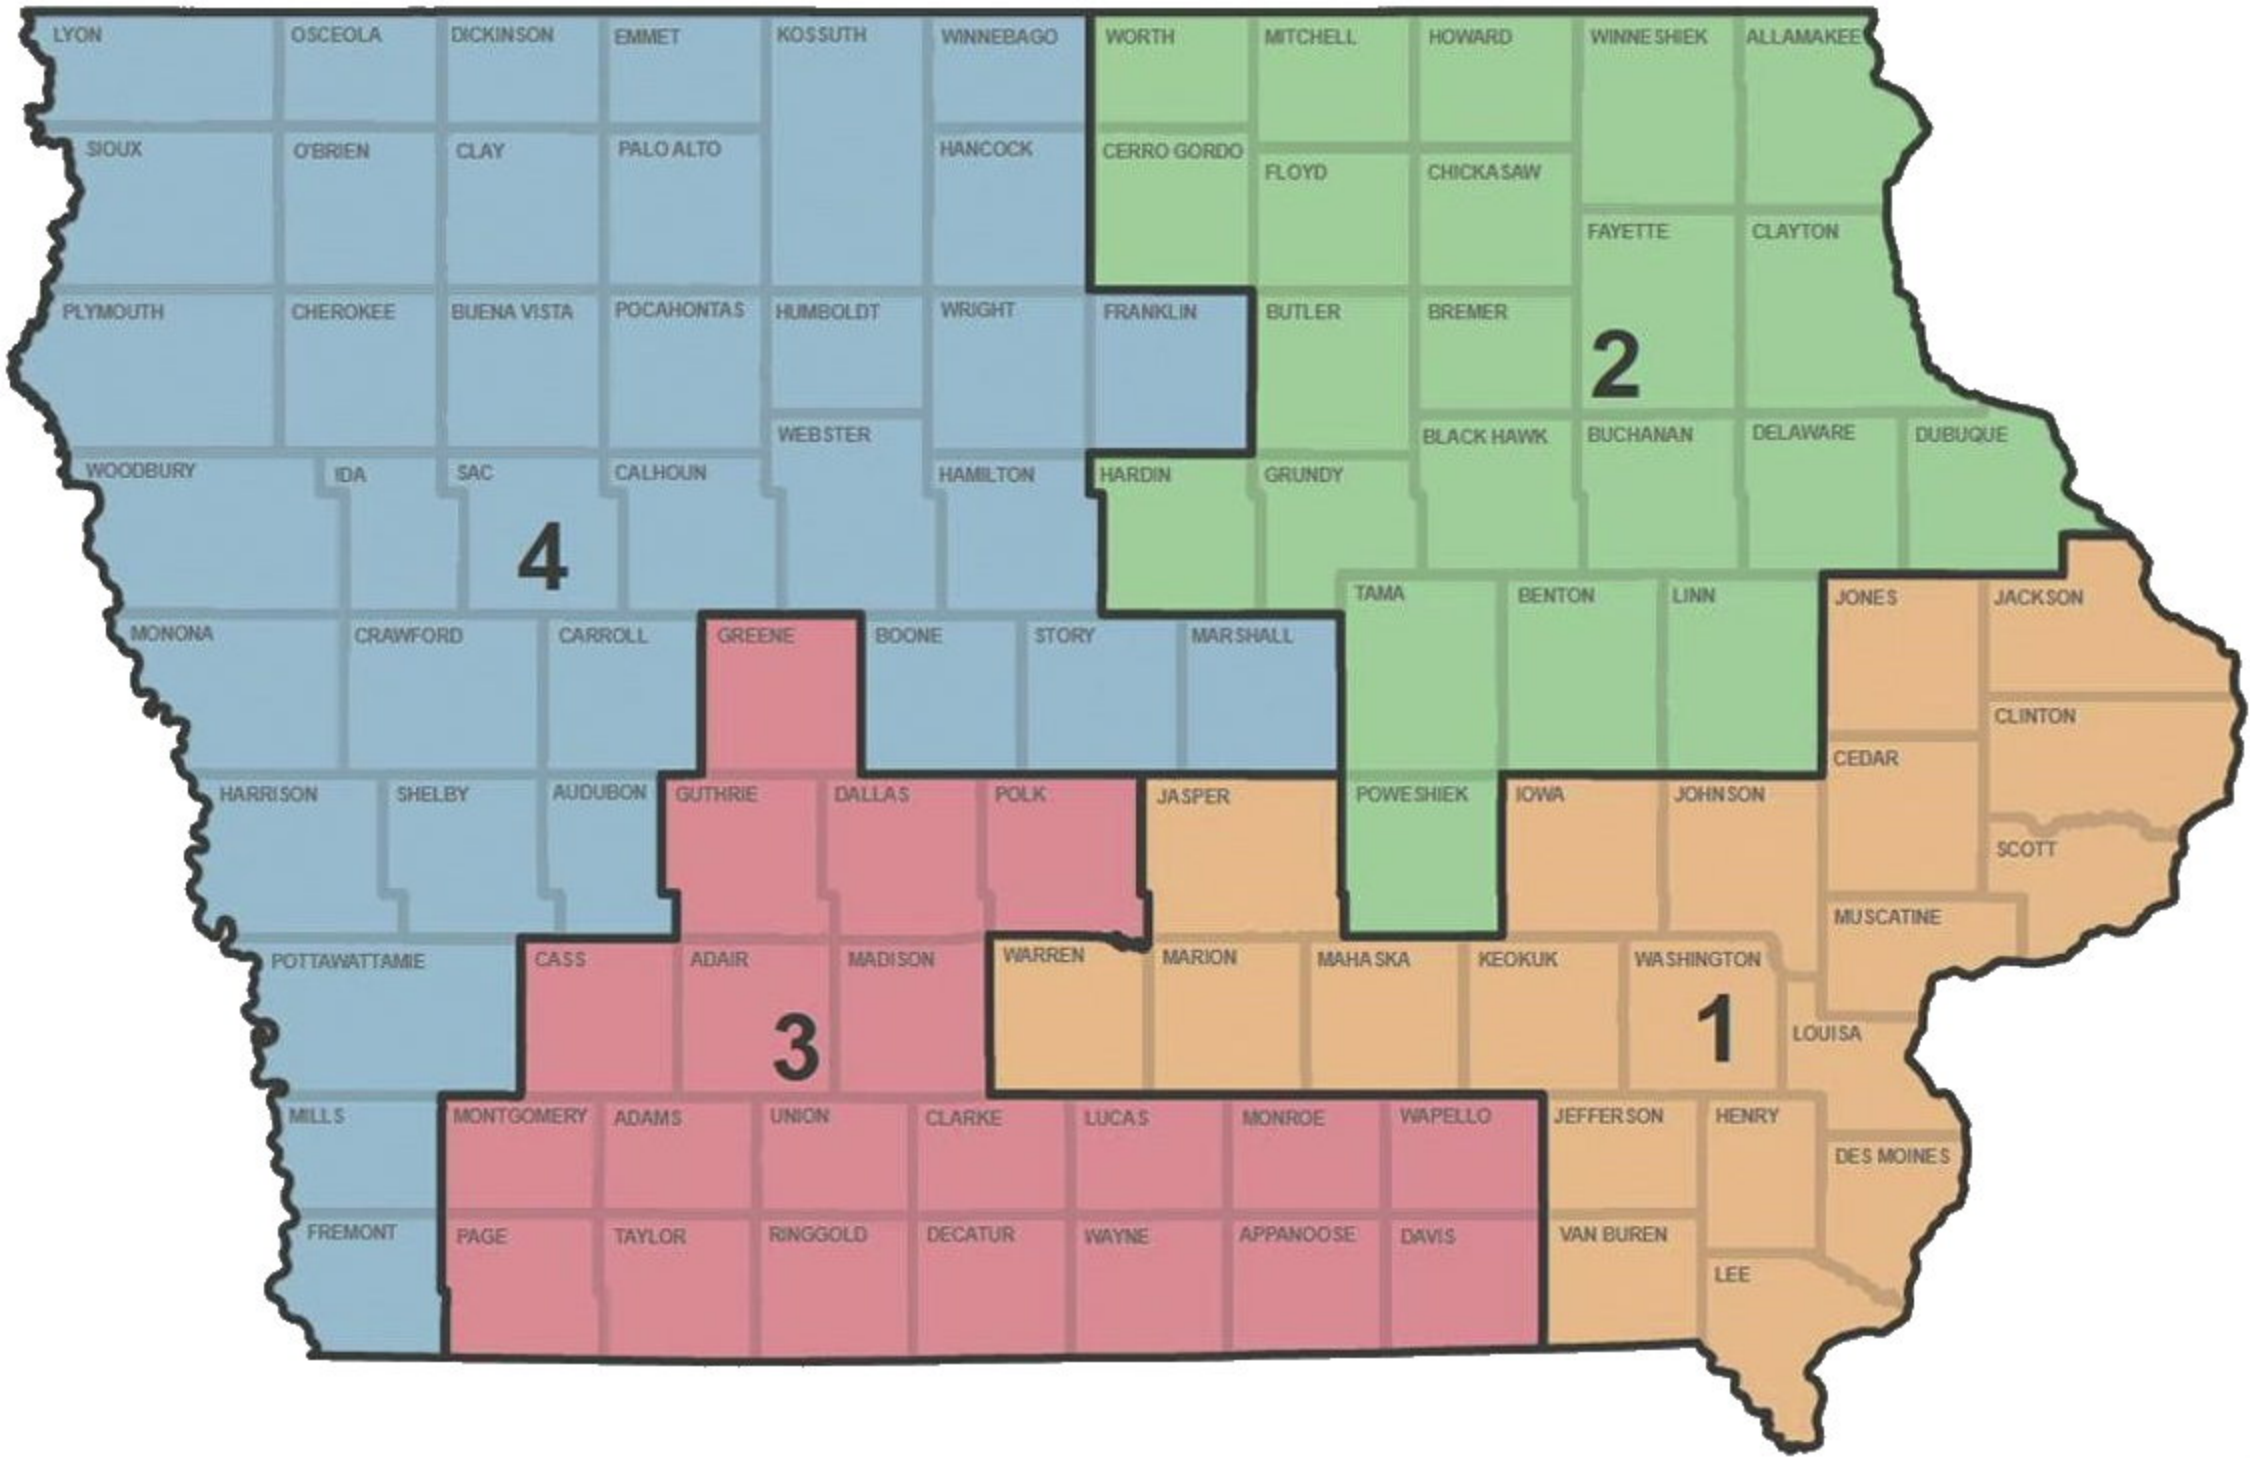 LYON OSCEOLA DICKINSON EMMET KOSSUTH WINNEBAGO WORTH MITCHELL HOWARD WINNESHIEK ALLAMAKEE
SIOUX O'BRIEN CLAY PALO ALTO HANCOCK CERRO GORDO
FLOYD CHICKASAW
FAYETTE CLAYTON
PLYMOUTH CHEROKEE BUENA VISTA POCAHONTAS HUMBOLDT WRIGHT FRANKLIN BUTLER BREMER
2
WEBSTER BLACK HAWK BUCHANAN DELAWARE DUBUQUE
WOODBURY IDA SAC CALHOUN HAMILTON HARDIN GRUNDY
4
TAMA BENTON LINN JONES JACKSON
MONONA CRAWFORD CARROLL GREENE BOONE STORY MARSHALL
CLINTON
CEDAR
HARRISON SHELBY AUDUBON GUTHRIE DALLAS POLK JASPER POWESHIEK IOWA JOHNSON
SCOTT
MUSCATINE
POTTAWATTAMIE CASS ADAIR MADISON WARREN MARION MAHASKA KEOKUK WASHINGTON
3 1
LOUISA
MILLS MONTGOMERY ADAMS UNION CLARKE LUCAS MONROE WAPELLO JEFFERSON HENRY
DES MOINES
FREMONT PAGE TAYLOR RINGGOLD DECATUR WAYNE APPANOOSE DAVIS VAN BUREN
LEE